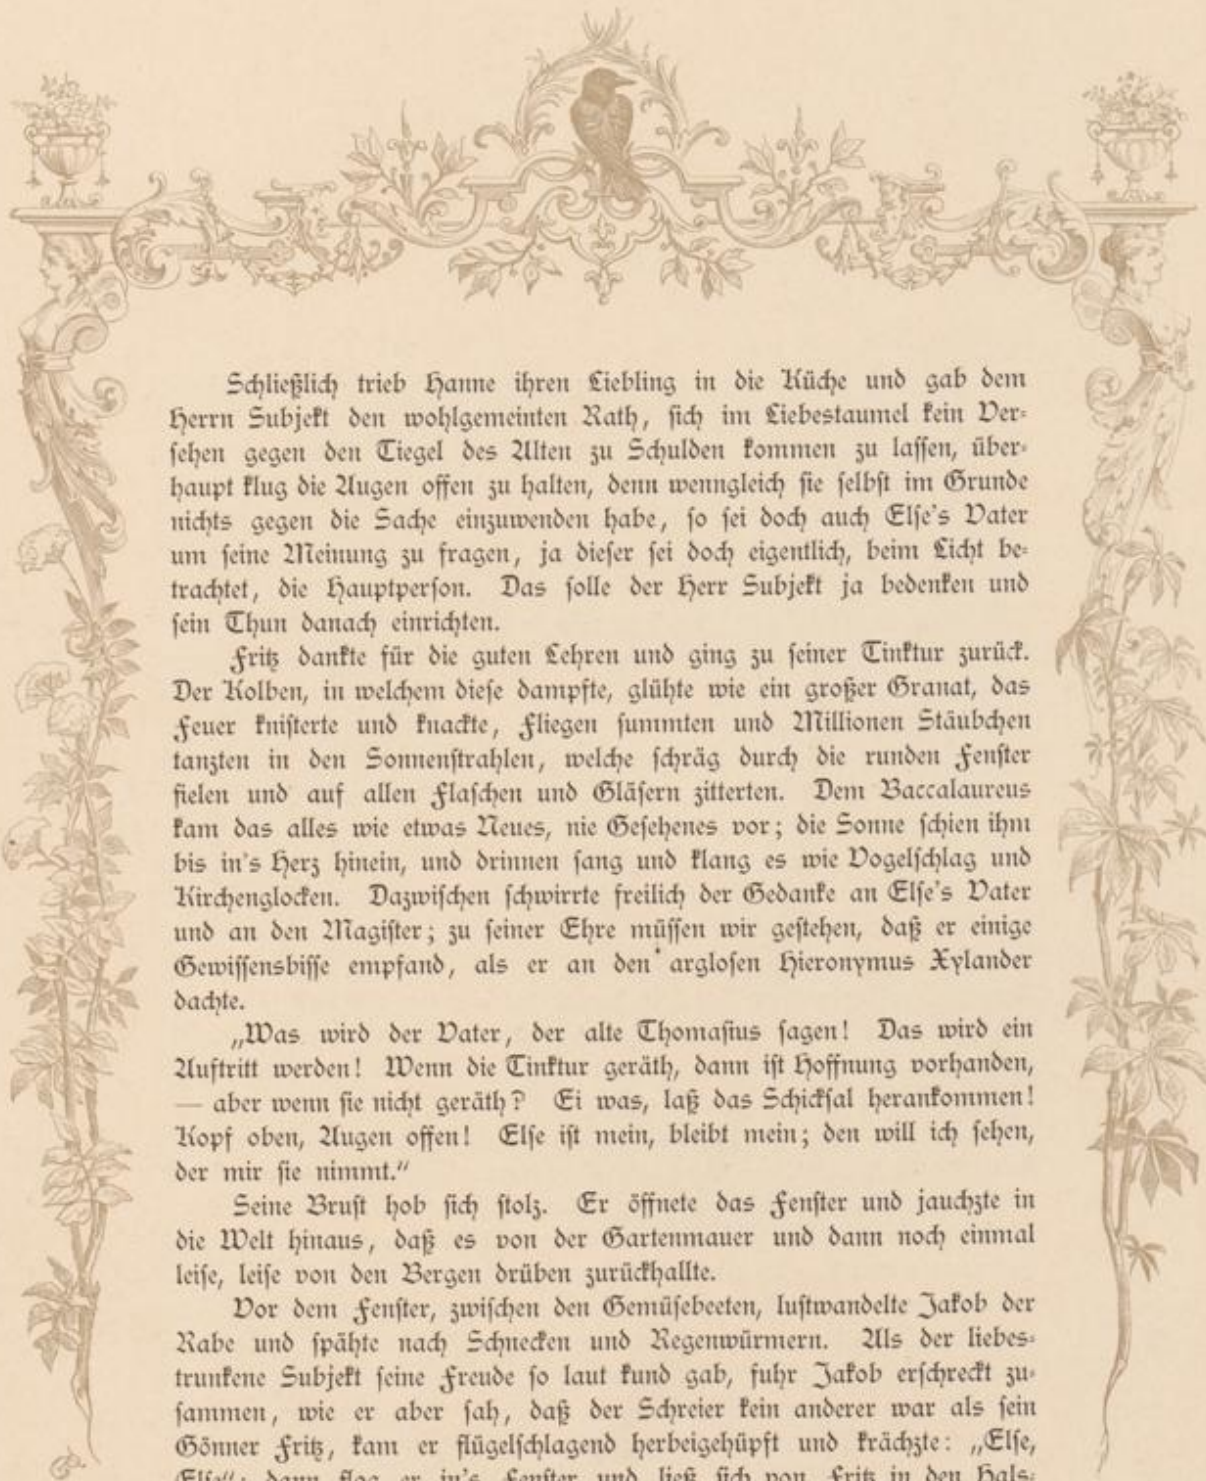 Schließlich trieb Hanne ihren Liebling in die Küche und gab dem
Herrn Subjekt den wohlgemeinten Rath, sich im Liebestaumel kein Ver-
sehen gegen den Tiegel des Alten zu Schulden kommen zu lassen, über-
haupt klug die Augen offen zu halten, denn wenngleich sie selbst im Grunde
nichts gegen die Sache einzuwenden habe, so sei doch auch Else's Vater
um seine Meinung zu fragen, ja dieser sei doch eigentlich, beim Licht be-
trachtet, die Hauptperson. Das solle der Herr Subjekt ja bedenken und
sein Thun danach einrichten.
Fritz dankte für die guten Lehren und ging zu seiner Tinktur zurück.
Der Kolben, in welchem diese dampfte, glühte wie ein großer Granat, das
Feuer knisterte und knackte, Fliegen summten und Millionen Stäubchen
tanzten in den Sonnenstrahlen, welche schräg durch die runden Fenster
fielen und auf allen Flaschen und Gläsern zitterten. Dem Baccalaureus
kam das alles wie etwas Neues, nie Gesehenes vor; die Sonne schien ihm
bis in's Herz hinein, und drinnen sang und klang es wie Vogelschlag und
Kirchenglocken. Dazwischen schwirrte freilich der Gedanke an Else's Vater
und an den Magister; zu seiner Ehre müssen wir gestehen, daß er einige
Gewissensbisse empfand, als er an den arglosen Hieronymus Xylander
dachte.
„Was wird der Vater, der alte Thomasius sagen! Das wird ein
Auftritt werden! Wenn die Tinktur geräth, dann ist Hoffnung vorhanden,
— aber wenn sie nicht geräth? Ei was, laß das Schicksal herankommen!
Kopf oben, Augen offen! Else ist mein, bleibt mein; den will ich sehen,
der mir sie nimmt.“
Seine Brust hob sich stolz. Er öffnete das Fenster und jauchzte in
die Welt hinaus, daß es von der Gartenmauer und dann noch einmal
leise, leise von den Bergen drüben zurückhallte.
Vor dem Fenster, zwischen den Gemüsebeeten, lustwandelte Jakob der
Rabe und spähte nach Schnecken und Regenwürmern. Als der liebes-
trunkene Subjekt seine Freude so laut kund gab, fuhr Jakob erschreckt zu-
sammen, wie er aber sah, daß der Schreier kein anderer war als sein
Gönner Fritz, kam er flügelschlagend herbeigehüpft und krächzte: „Else,
Else“; dann flog er in's Fenster und ließ sich von Fritz in den Hals-